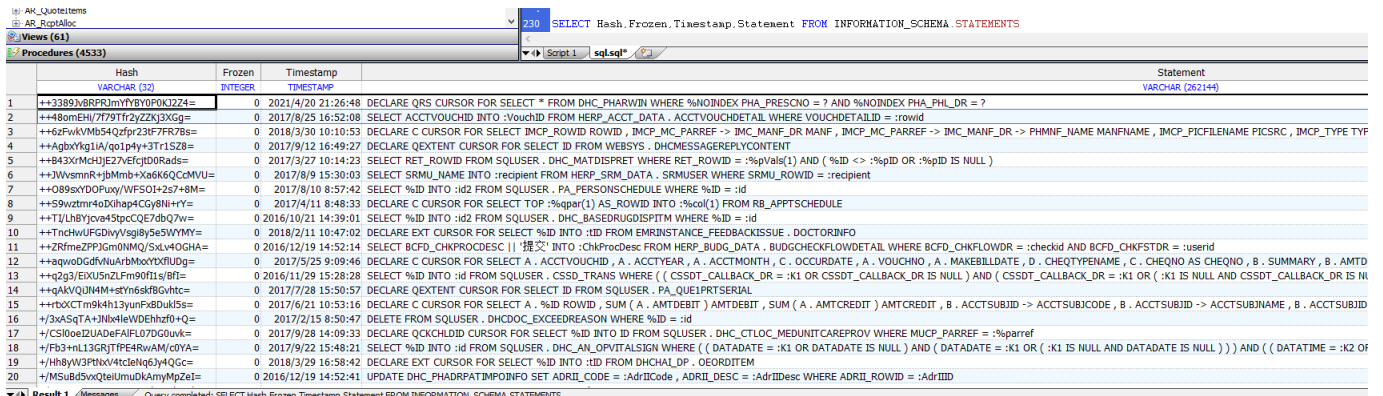 AR_QuoteItems
AR_RcptAlloc
Views (61)
Procedures (4533)
230 SELECT Hash,Frozen,Timestamp,Statement FROM INFORMATION_SCHEMA.STATEMENTS
Script 1 sql.sql*
Hash Frozen Timestamp Statement
VARCHAR (32) INTEGER TIMESTAMP VARCHAR (262144)
1 ++3389JvBRPRJmYfYBY0P0KJ2Z4= 0 2021/4/20 21:26:48 DECLARE QRS CURSOR FOR SELECT * FROM DHC_PHARWIN WHERE %NOINDEX PHA_PRESCNO = ? AND %NOINDEX PHA_PHL_DR = ?
2 ++48omEHi/7f79Tfr2yZZKj3XGg= 0 2017/8/25 16:52:08 SELECT ACCTVOUCHID INTO :VouchID FROM HERP_ACCT_DATA . ACCTVOUCHDETAIL WHERE VOUCHDETAILID = :rowid
3 ++6zFwkVMb54Qzfpr23tF7FR7Bs= 0 2018/3/30 10:10:53 DECLARE C CURSOR FOR SELECT IMCP_ROWID ROWID , IMCP_MC_PARREF -> IMC_MANF_DR MANF , IMCP_MC_PARREF -> IMC_MANF_DR -> PHMNF_NAME MANFNAME , IMCP_PICFILENAME PICSRC , IMCP_TYPE TYP
4 ++AgbxYkg1iA/qo1p4y+3Tr1SZ8= 0 2017/9/12 16:49:27 DECLARE QEXTENT CURSOR FOR SELECT ID FROM WEBSYS . DHCMESSAGEREPLYCONTENT
5 ++B43XrMcHJjE27vEfcjtD0Rads= 0 2017/3/27 10:14:23 SELECT RET_ROWID FROM SQLUSER . DHC_MATDISPRET WHERE RET_ROWID = :%pVals(1) AND ( %ID <> :%pID OR :%pID IS NULL )
6 ++JWvsmnR+jbMmb+Xa6K6QCcMVU= 0 2017/8/9 15:30:03 SELECT SRMU_NAME INTO :recipient FROM HERP_SRM_DATA . SRMUSER WHERE SRMU_ROWID = :recipient
7 ++O89sxYDOPuxy/WFSOI+2s7+8M= 0 2017/8/10 8:57:42 SELECT %ID INTO :id2 FROM SQLUSER . PA_PERSONSCHEDULE WHERE %ID = :id
8 ++S9wztmr4oIXihap4CGy8Ni+rY= 0 2017/4/11 8:48:33 DECLARE C CURSOR FOR SELECT TOP :%qpar(1) AS_ROWID INTO :%col(1) FROM RB_APPTSCHEDULE
9 ++TI/LhBYjcva45tpcCQE7dbQ7w= 0 2016/10/21 14:39:01 SELECT %ID INTO :id2 FROM SQLUSER . DHC_BASEDRUGDISPITM WHERE %ID = :id
10 ++TncHwUFGDivyVsgi8y5e5WYMY= 0 2018/2/11 10:47:02 DECLARE EXT CURSOR FOR SELECT %ID INTO :tID FROM EMRINSTANCE_FEEDBACKISSUE . DOCTORINFO
11 ++ZRfmeZPPJGm0NMQ/SxLv4OGHA= 0 2016/12/19 14:52:14 SELECT BCFD_CHKPROCDESC || '提交' INTO :ChkProcDesc FROM HERP_BUDG_DATA . BUDGCHECKFLOWDETAIL WHERE BCFD_CHKFLOWDR = :checkid AND BCFD_CHKFSTDR = :userid
12 ++aqwoDGdfvNuArbMxxYtXflUDg= 0 2017/5/25 9:09:46 DECLARE C CURSOR FOR SELECT A . ACCTVOUCHID , A . ACCTYEAR , A . ACCTMONTH , C . OCCURDATE , A . VOUCHNO , A . MAKEBILLDATE , D . CHEQTYPENAME , C . CHEQNO AS CHEQNO , B . SUMMARY , B . AMTD
13 ++q2g3/EiXU5nZLFm90fI1s/BfI= 0 2016/11/29 15:28:28 SELECT %ID INTO :id FROM SQLUSER . CSSD_TRANS WHERE ( ( CSSDT_CALLBACK_DR = :K1 OR CSSDT_CALLBACK_DR IS NULL ) AND ( CSSDT_CALLBACK_DR = :K1 OR ( :K1 IS NULL AND CSSDT_CALLBACK_DR IS NU
14 ++qAkVQiJN4M+stYn6skfBGvhtc= 0 2017/7/28 15:50:57 DECLARE QEXTENT CURSOR FOR SELECT ID FROM SQLUSER . PA_QUE1PRTSERIAL
15 ++rtxXCTm9k4h13yunFxBDukl5s= 0 2017/6/21 10:53:16 DECLARE C CURSOR FOR SELECT A . %ID ROWID , SUM ( A . AMTDEBIT ) AMTDEBIT , SUM ( A . AMTCREDIT ) AMTCREDIT , B . ACCTSUBJID -> ACCTSUBJCODE , B . ACCTSUBJID -> ACCTSUBJNAME , B . ACCTSUBJID
16 +/3xASqTA+JNlx4leWDEhhzf0+Q= 0 2017/2/15 8:50:47 DELETE FROM SQLUSER . DHCDOC_EXCEEDREASON WHERE %ID = :id
17 +/CSl0oeI2UADeFAlFL07DG0uvk= 0 2017/9/28 14:09:33 DECLARE QCKCHLDID CURSOR FOR SELECT %ID INTO ID FROM SQLUSER . DHC_CTLOC_MEDUNITCAREPROV WHERE MUCP_PARREF = :%parref
18 +/Fb3+nL13GRjTfPE4RwAM/c0YA= 0 2017/9/22 15:48:21 SELECT %ID INTO :id FROM SQLUSER . DHC_AN_OPVITALSIGN WHERE ( ( DATADATE = :K1 OR DATADATE IS NULL ) AND ( DATADATE = :K1 OR ( :K1 IS NULL AND DATADATE IS NULL ) ) ) AND ( ( DATATIME = :K2 OF
19 +/Hh8yW3PtNxV4tcIeNq6Jy4QGc= 0 2018/3/29 16:58:42 DECLARE EXT CURSOR FOR SELECT %ID INTO :tID FROM DHCHAI_DP . OEORDITEM
20 +/MSuBd5vxQteiUmuDkAmyMpZeI= 0 2016/12/19 14:52:41 UPDATE DHC_PHADRPATIMPOINFO SET ADRII_CODE = :AdrIICode , ADRII_DESC = :AdrIIDesc WHERE ADRII_ROWID = :AdrIIID
Result 1 Messages Query completed: SELECT Hash,Frozen,Timestamp,Statement FROM INFORMATION_SCHEMA.STATEMENTS